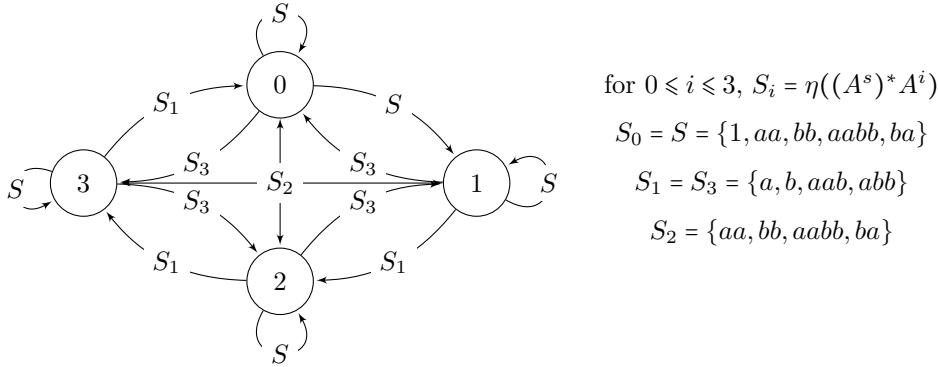 S
0
S₁
S
S₃
S₃
S
3
S₂
1
S
S₃
S₃
S₁
S₁
2
S
for 0 ⩽ i ⩽ 3, Sᵢ = η((Aˢ)*Aⁱ)
S₀ = S = {1, aa, bb, aabb, ba}
S₁ = S₃ = {a, b, aab, abb}
S₂ = {aa, bb, aabb, ba}